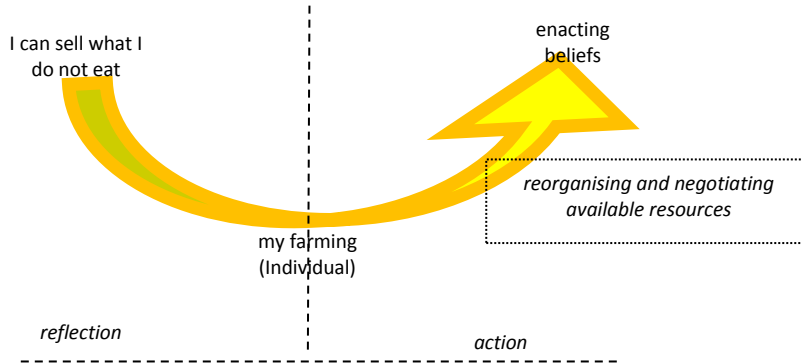 I can sell what I
do not eat
enacting
beliefs
reorganising and negotiating
available resources
my farming
(Individual)
reflection
action